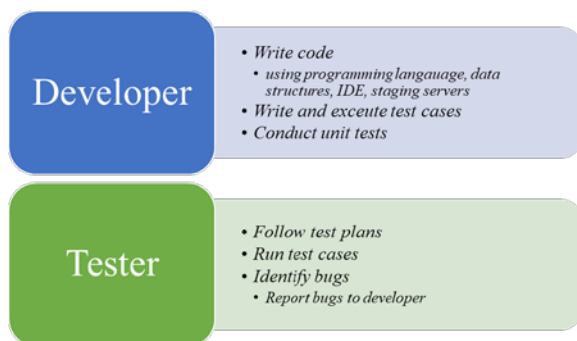 Developer
• Write code
• using programming langauage, data
structures, IDE, staging servers
• Write and exceute test cases
• Conduct unit tests
Tester
• Follow test plans
• Run test cases
• Identify bugs
• Report bugs to developer